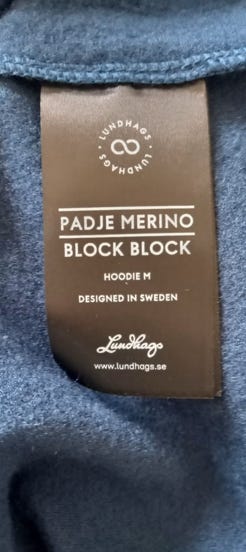 LUNDHAGS · LUNDHAGS ·
PADJE MERINO
BLOCK BLOCK
HOODIE M
DESIGNED IN SWEDEN
Lundhags
www.lundhags.se